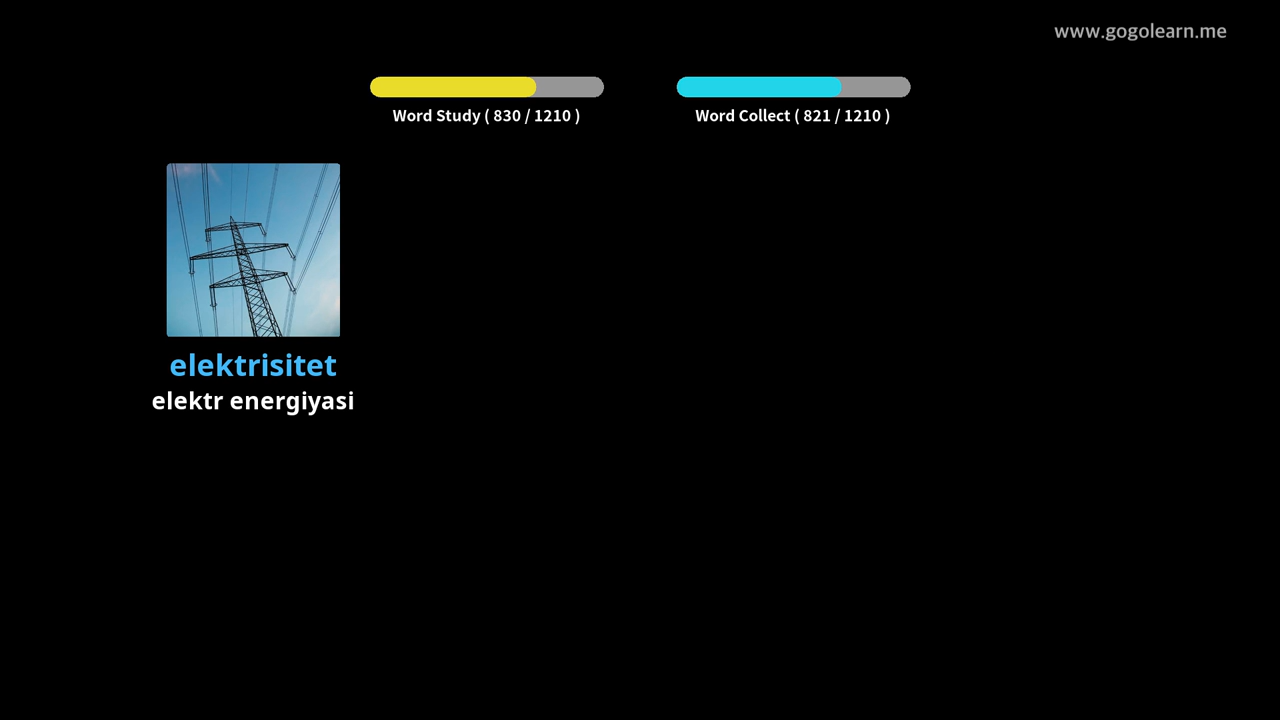 www.gogolearn.me
Word Study ( 830 / 1210 )
Word Collect ( 821 / 1210 )
elektrisitet
elektr energiyasi